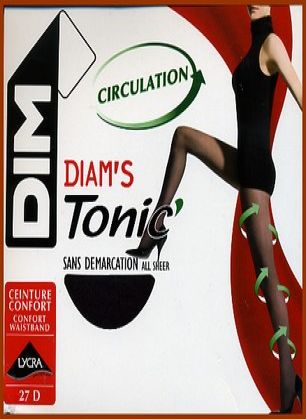 DIM
CIRCULATION
DIAM'S
Tonic'
SANS DEMARCATION ALL SHEER
CEINTURE
CONFORT
CONFORT
WAISTBAND
LYCRA
27 D